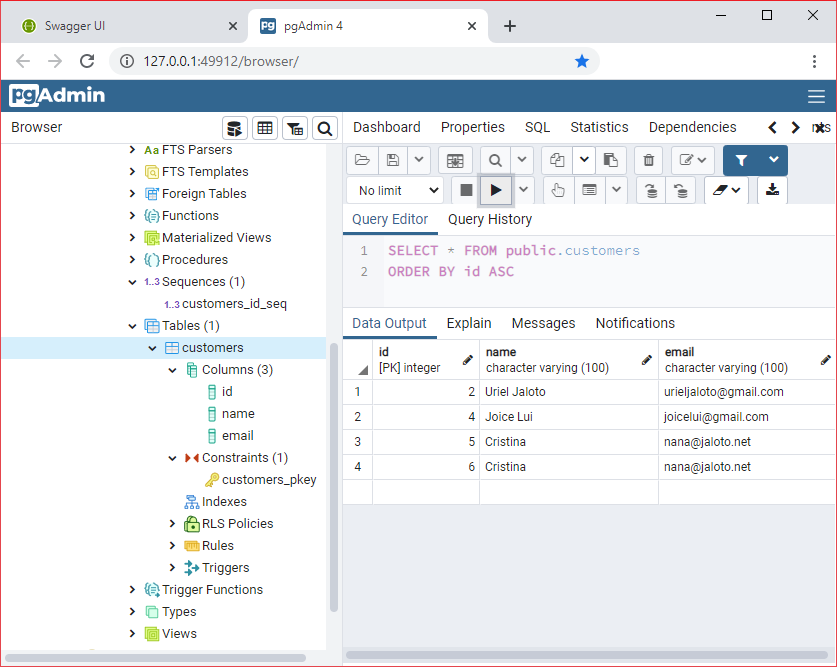 Swagger UI
pgAdmin 4
127.0.0.1:49912/browser/
pgAdmin
Browser
Dashboard Properties SQL Statistics Dependencies
FTS Parsers
FTS Templates
Foreign Tables
Functions
Materialized Views
Procedures
1..3 Sequences (1)
1..3 customers_id_seq
Tables (1)
customers
Columns (3)
id
name
email
Constraints (1)
customers_pkey
Indexes
RLS Policies
Rules
Triggers
Trigger Functions
Types
Views
No limit
Query Editor Query History
1 SELECT * FROM public.customers
2 ORDER BY id ASC
Data Output Explain Messages Notifications
id name email
[PK] integer character varying (100) character varying (100)
1 2 Uriel Jaloto urieljaloto@gmail.com
2 4 Joice Lui joicelui@gmail.com
3 5 Cristina nana@jaloto.net
4 6 Cristina nana@jaloto.net